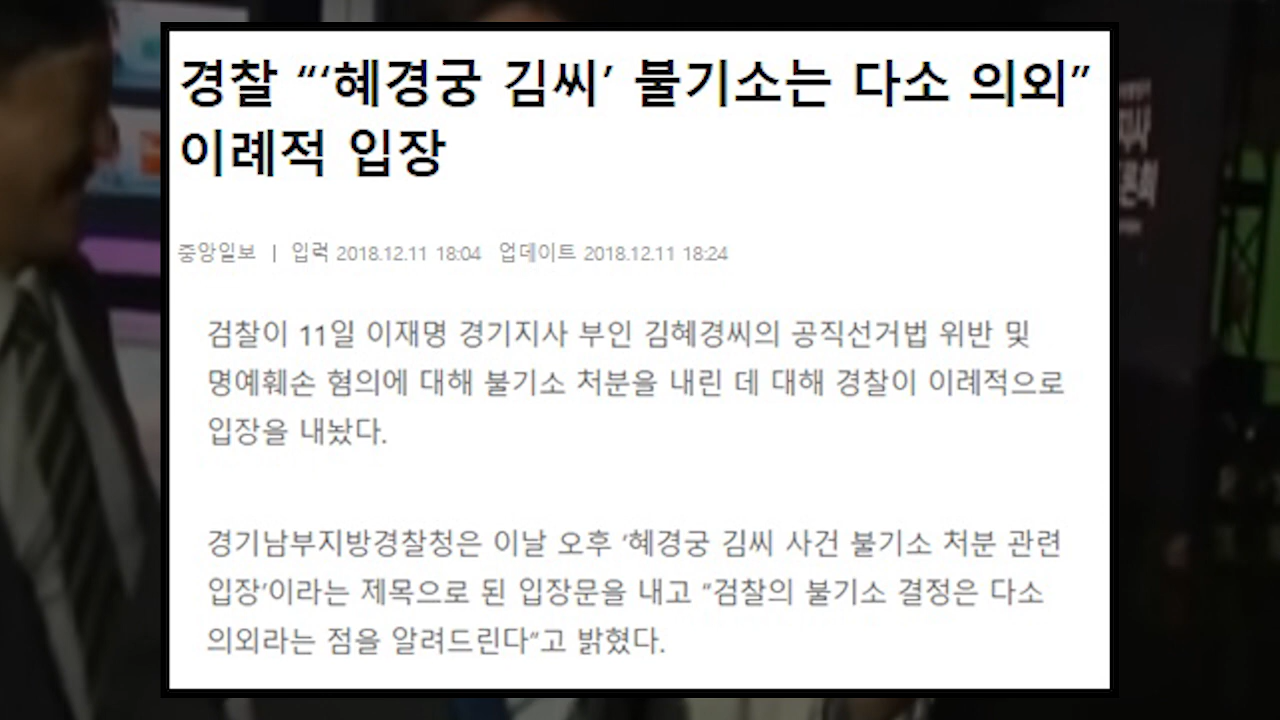 경찰 “‘혜경궁 김씨’ 불기소는 다소 의외”
이례적 입장
중앙일보 | 입력 2018.12.11 18:04 업데이트 2018.12.11 18:24
검찰이 11일 이재명 경기지사 부인 김혜경씨의 공직선거법 위반 및
명예훼손 혐의에 대해 불기소 처분을 내린 데 대해 경찰이 이례적으로
입장을 내놨다.
경기남부지방경찰청은 이날 오후 ‘혜경궁 김씨 사건 불기소 처분 관련
입장’이라는 제목으로 된 입장문을 내고 “검찰의 불기소 결정은 다소
의외라는 점을 알려드린다”고 밝혔다.